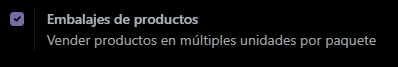 Embalajes de productos
Vender productos en múltiples unidades por paquete